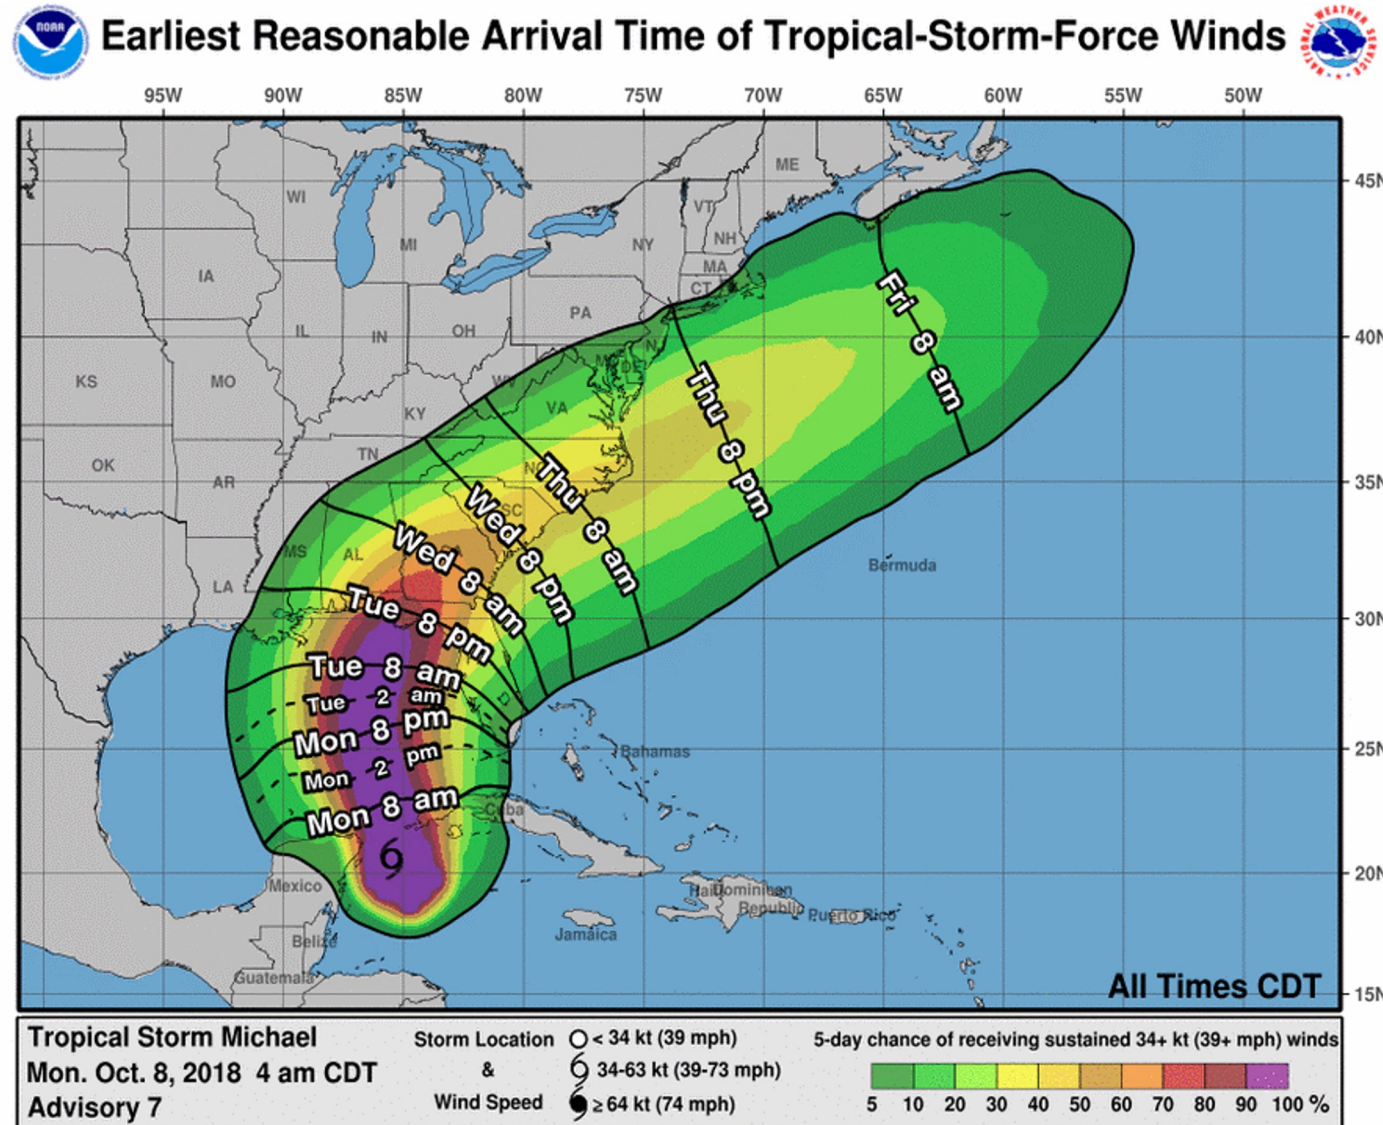 NOAA
Earliest Reasonable Arrival Time of Tropical-Storm-Force Winds
NATIONAL WEATHER SERVICE
95W 90W 85W 80W 75W 70W 65W 60W 55W 50W
ME
45N
WI
VT
MI
NY
NH
MA
IA
CT
Fri 8 am
PA
IL
IN
OH
40N
N
DE
KS
MO
WV
Thu 8 pm
KY
VA
TN
OK
NC
AR
35N
Thu 8 am
Wed 8 pm
SC
MS
AL
Wed 8 am
LA
Bermuda
30N
Tue 8 pm
Tue 8 am
Tue 2 am
Mon 8 pm
25N
Bahamas
Mon 2 pm
Mon 8 am
Cuba
20N
Mexico
Haiti
Dominican
Republic
Puerto Rico
Jamaica
Belize
Guatemala
All Times CDT
15N
Tropical Storm Michael
Mon. Oct. 8, 2018 4 am CDT
Advisory 7
Storm Location
&
Wind Speed
< 34 kt (39 mph)
34-63 kt (39-73 mph)
≥ 64 kt (74 mph)
5-day chance of receiving sustained 34+ kt (39+ mph) winds
5 10 20 30 40 50 60 70 80 90 100 %